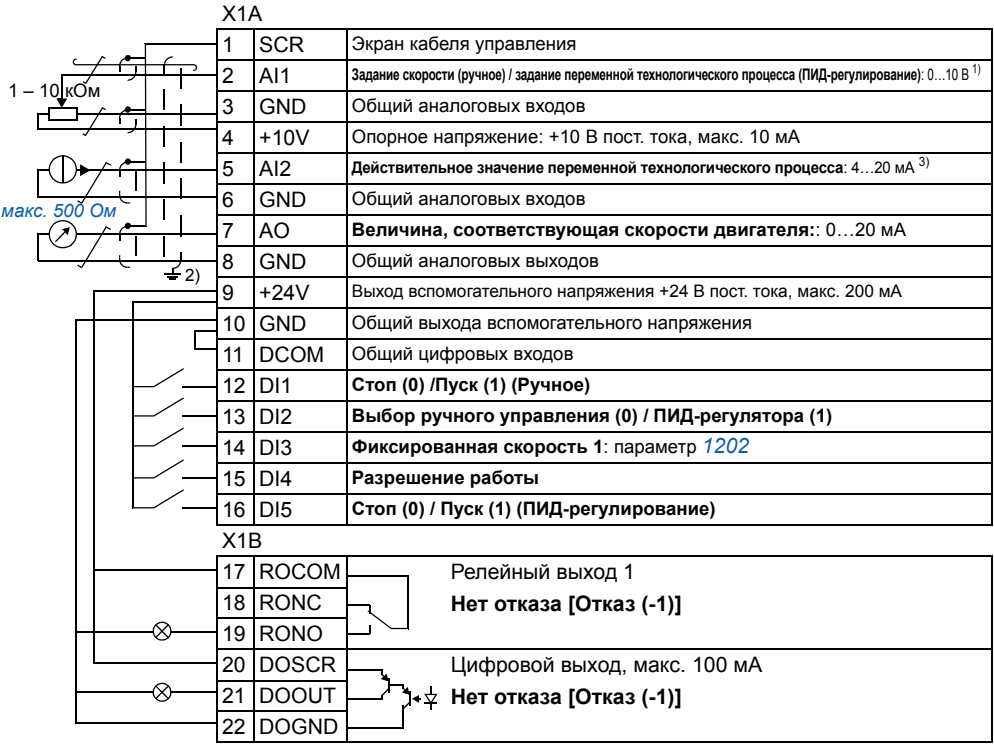 X1A
1 SCR Экран кабеля управления
2 AI1 Задание скорости (ручное) / задание переменной технологического процесса (ПИД-регулирование): 0…10 В 1)
1 – 10 кОм
3 GND Общий аналоговых входов
4 +10V Опорное напряжение: +10 В пост. тока, макс. 10 мА
5 AI2 Действительное значение переменной технологического процесса: 4…20 мА 3)
6 GND Общий аналоговых входов
макс. 500 Ом
7 AO Величина, соответствующая скорости двигателя:: 0…20 мА
8 GND Общий аналоговых выходов
2)
9 +24V Выход вспомогательного напряжения +24 В пост. тока, макс. 200 мА
10 GND Общий выхода вспомогательного напряжения
11 DCOM Общий цифровых входов
12 DI1 Стоп (0) /Пуск (1) (Ручное)
13 DI2 Выбор ручного управления (0) / ПИД-регулятора (1)
14 DI3 Фиксированная скорость 1: параметр 1202
15 DI4 Разрешение работы
16 DI5 Стоп (0) / Пуск (1) (ПИД-регулирование)
X1B
17 ROCOM Релейный выход 1
18 RONC Нет отказа [Отказ (-1)]
19 RONO
20 DOSCR Цифровой выход, макс. 100 мА
21 DOOUT Нет отказа [Отказ (-1)]
22 DOGND